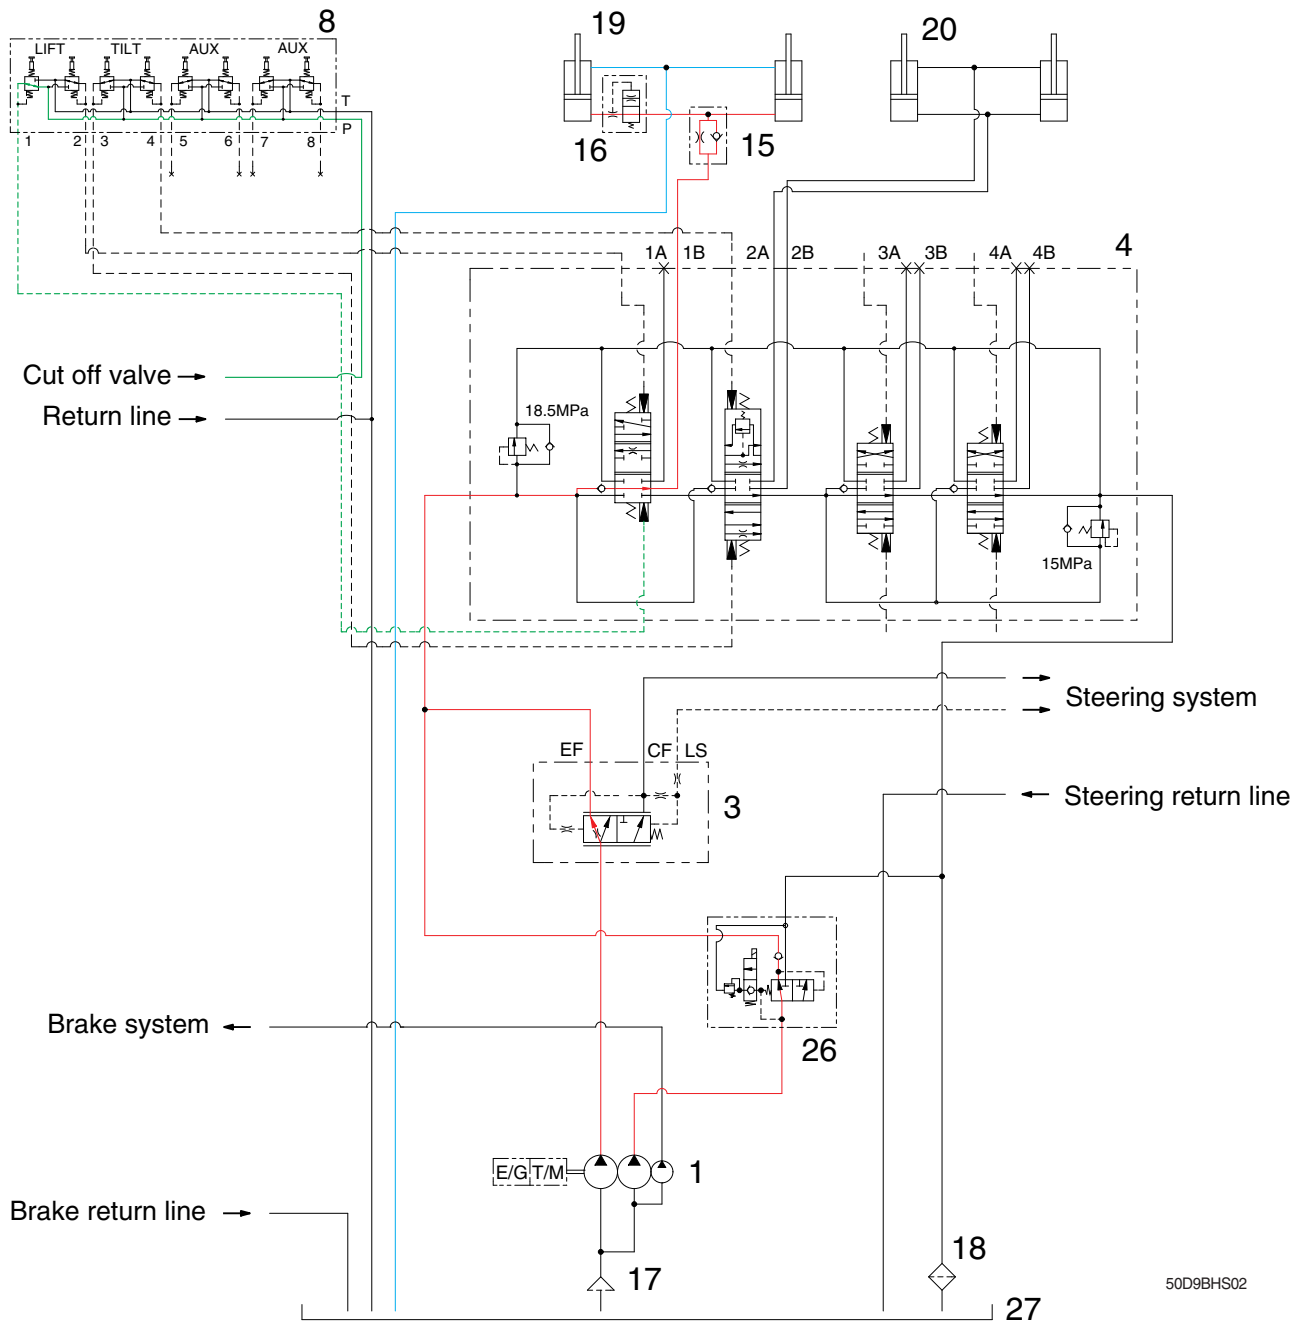 8 19 20
LIFT TILT AUX AUX
T
P
1 2 3 4 5 6 7 8
16 15
1A 1B 2A 2B 3A 3B 4A 4B 4
Cut off valve
Return line
18.5MPa
15MPa
Steering system
EF CF LS
3
Steering return line
Brake system
26
E/G T/M 1
Brake return line
17 18
50D9BHS02
27